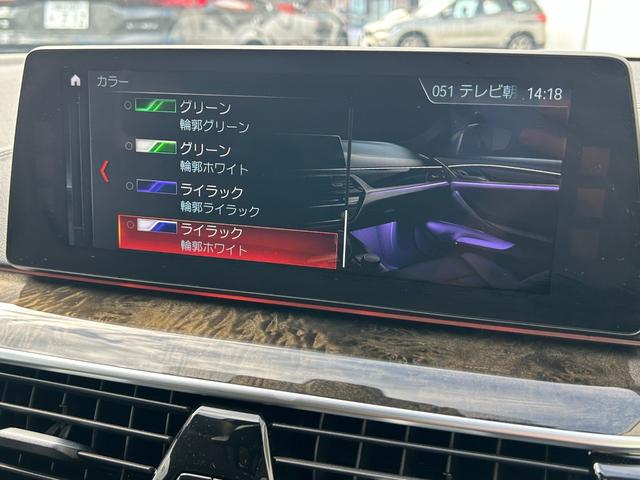 カラー
051 テレビ朝 14:18
グリーン
輪郭グリーン
グリーン
輪郭ホワイト
ライラック
輪郭ライラック
ライラック
輪郭ホワイト